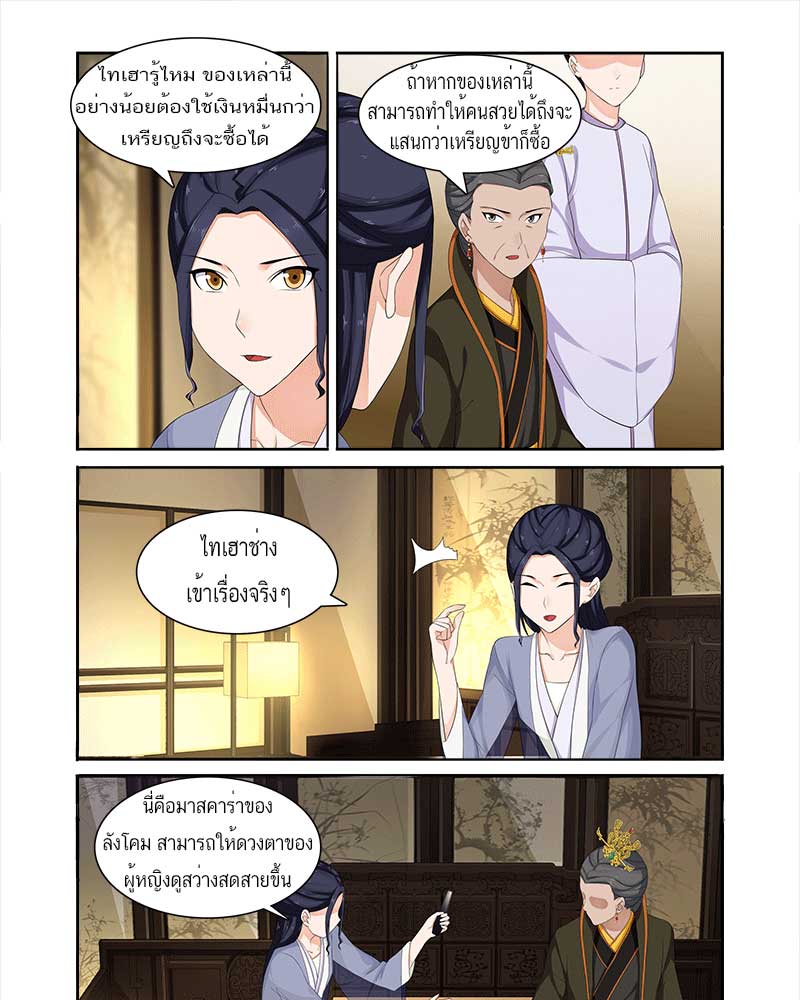 ไทเฮารู้ไหม ของเหล่านี้
อย่างน้อยต้องใช้เงินหมื่นกว่า
เหรียญถึงจะซื้อได้
ถ้าหากของเหล่านี้
สามารถทำให้คนสวยได้ถึงจะ
แสนกว่าเหรียญข้าก็ซื้อ
ไทเฮาช่าง
เข้าเรื่องจริงๆ
นี่คือมาสคาร่าของ
ลังโคม สามารถให้ดวงตาของ
ผู้หญิงดูสว่างสดสายขึ้น